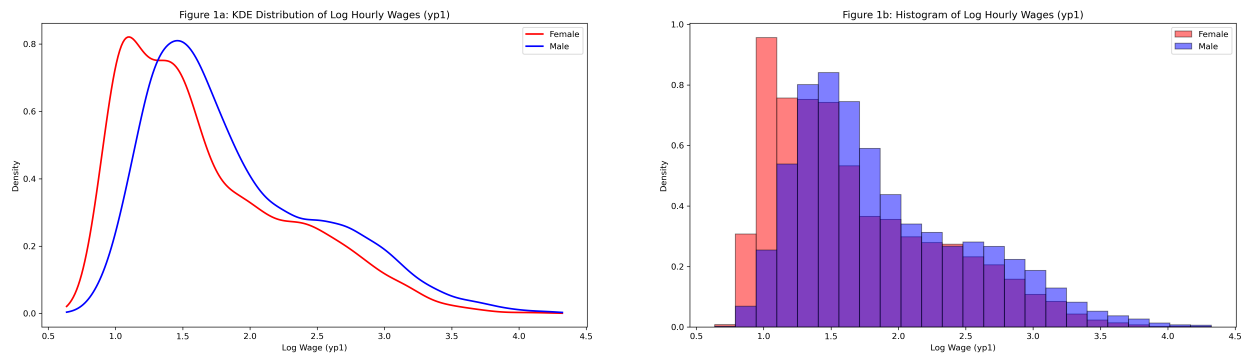 Figure 1a: KDE Distribution of Log Hourly Wages (yp1)
Female
Male
Density
0.8
0.6
0.4
0.2
0.0
0.5 1.0 1.5 2.0 2.5 3.0 3.5 4.0 4.5
Log Wage (yp1)
Figure 1b: Histogram of Log Hourly Wages (yp1)
Female
Male
Density
1.0
0.8
0.6
0.4
0.2
0.0
0.5 1.0 1.5 2.0 2.5 3.0 3.5 4.0 4.5
Log Wage (yp1)